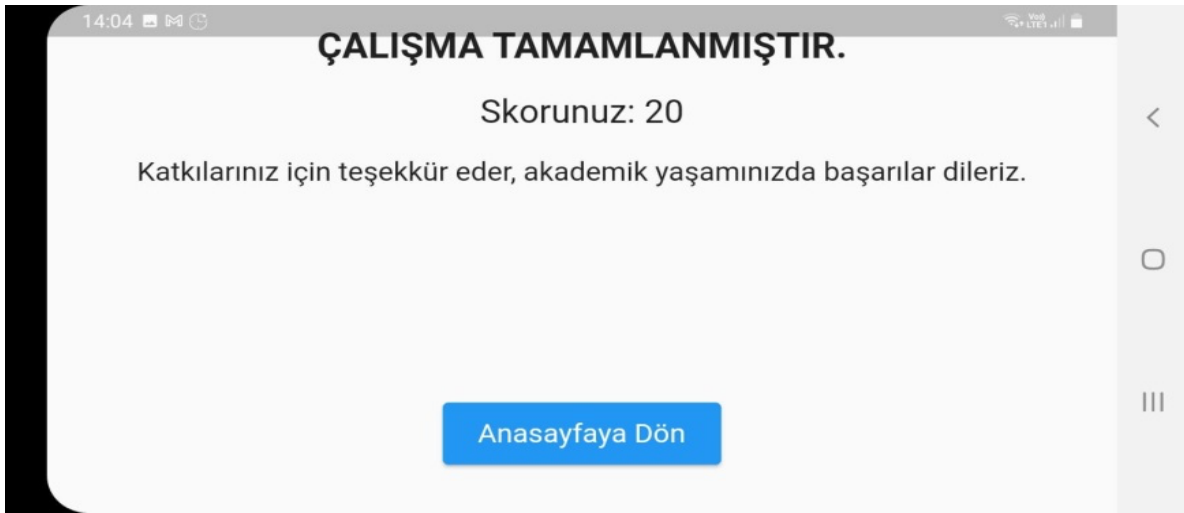 14:04
ÇALIŞMA TAMAMLANMIŞTIR.
Skorunuz: 20
Katkılarınız için teşekkür eder, akademik yaşamınızda başarılar dileriz.
Anasayfaya Dön